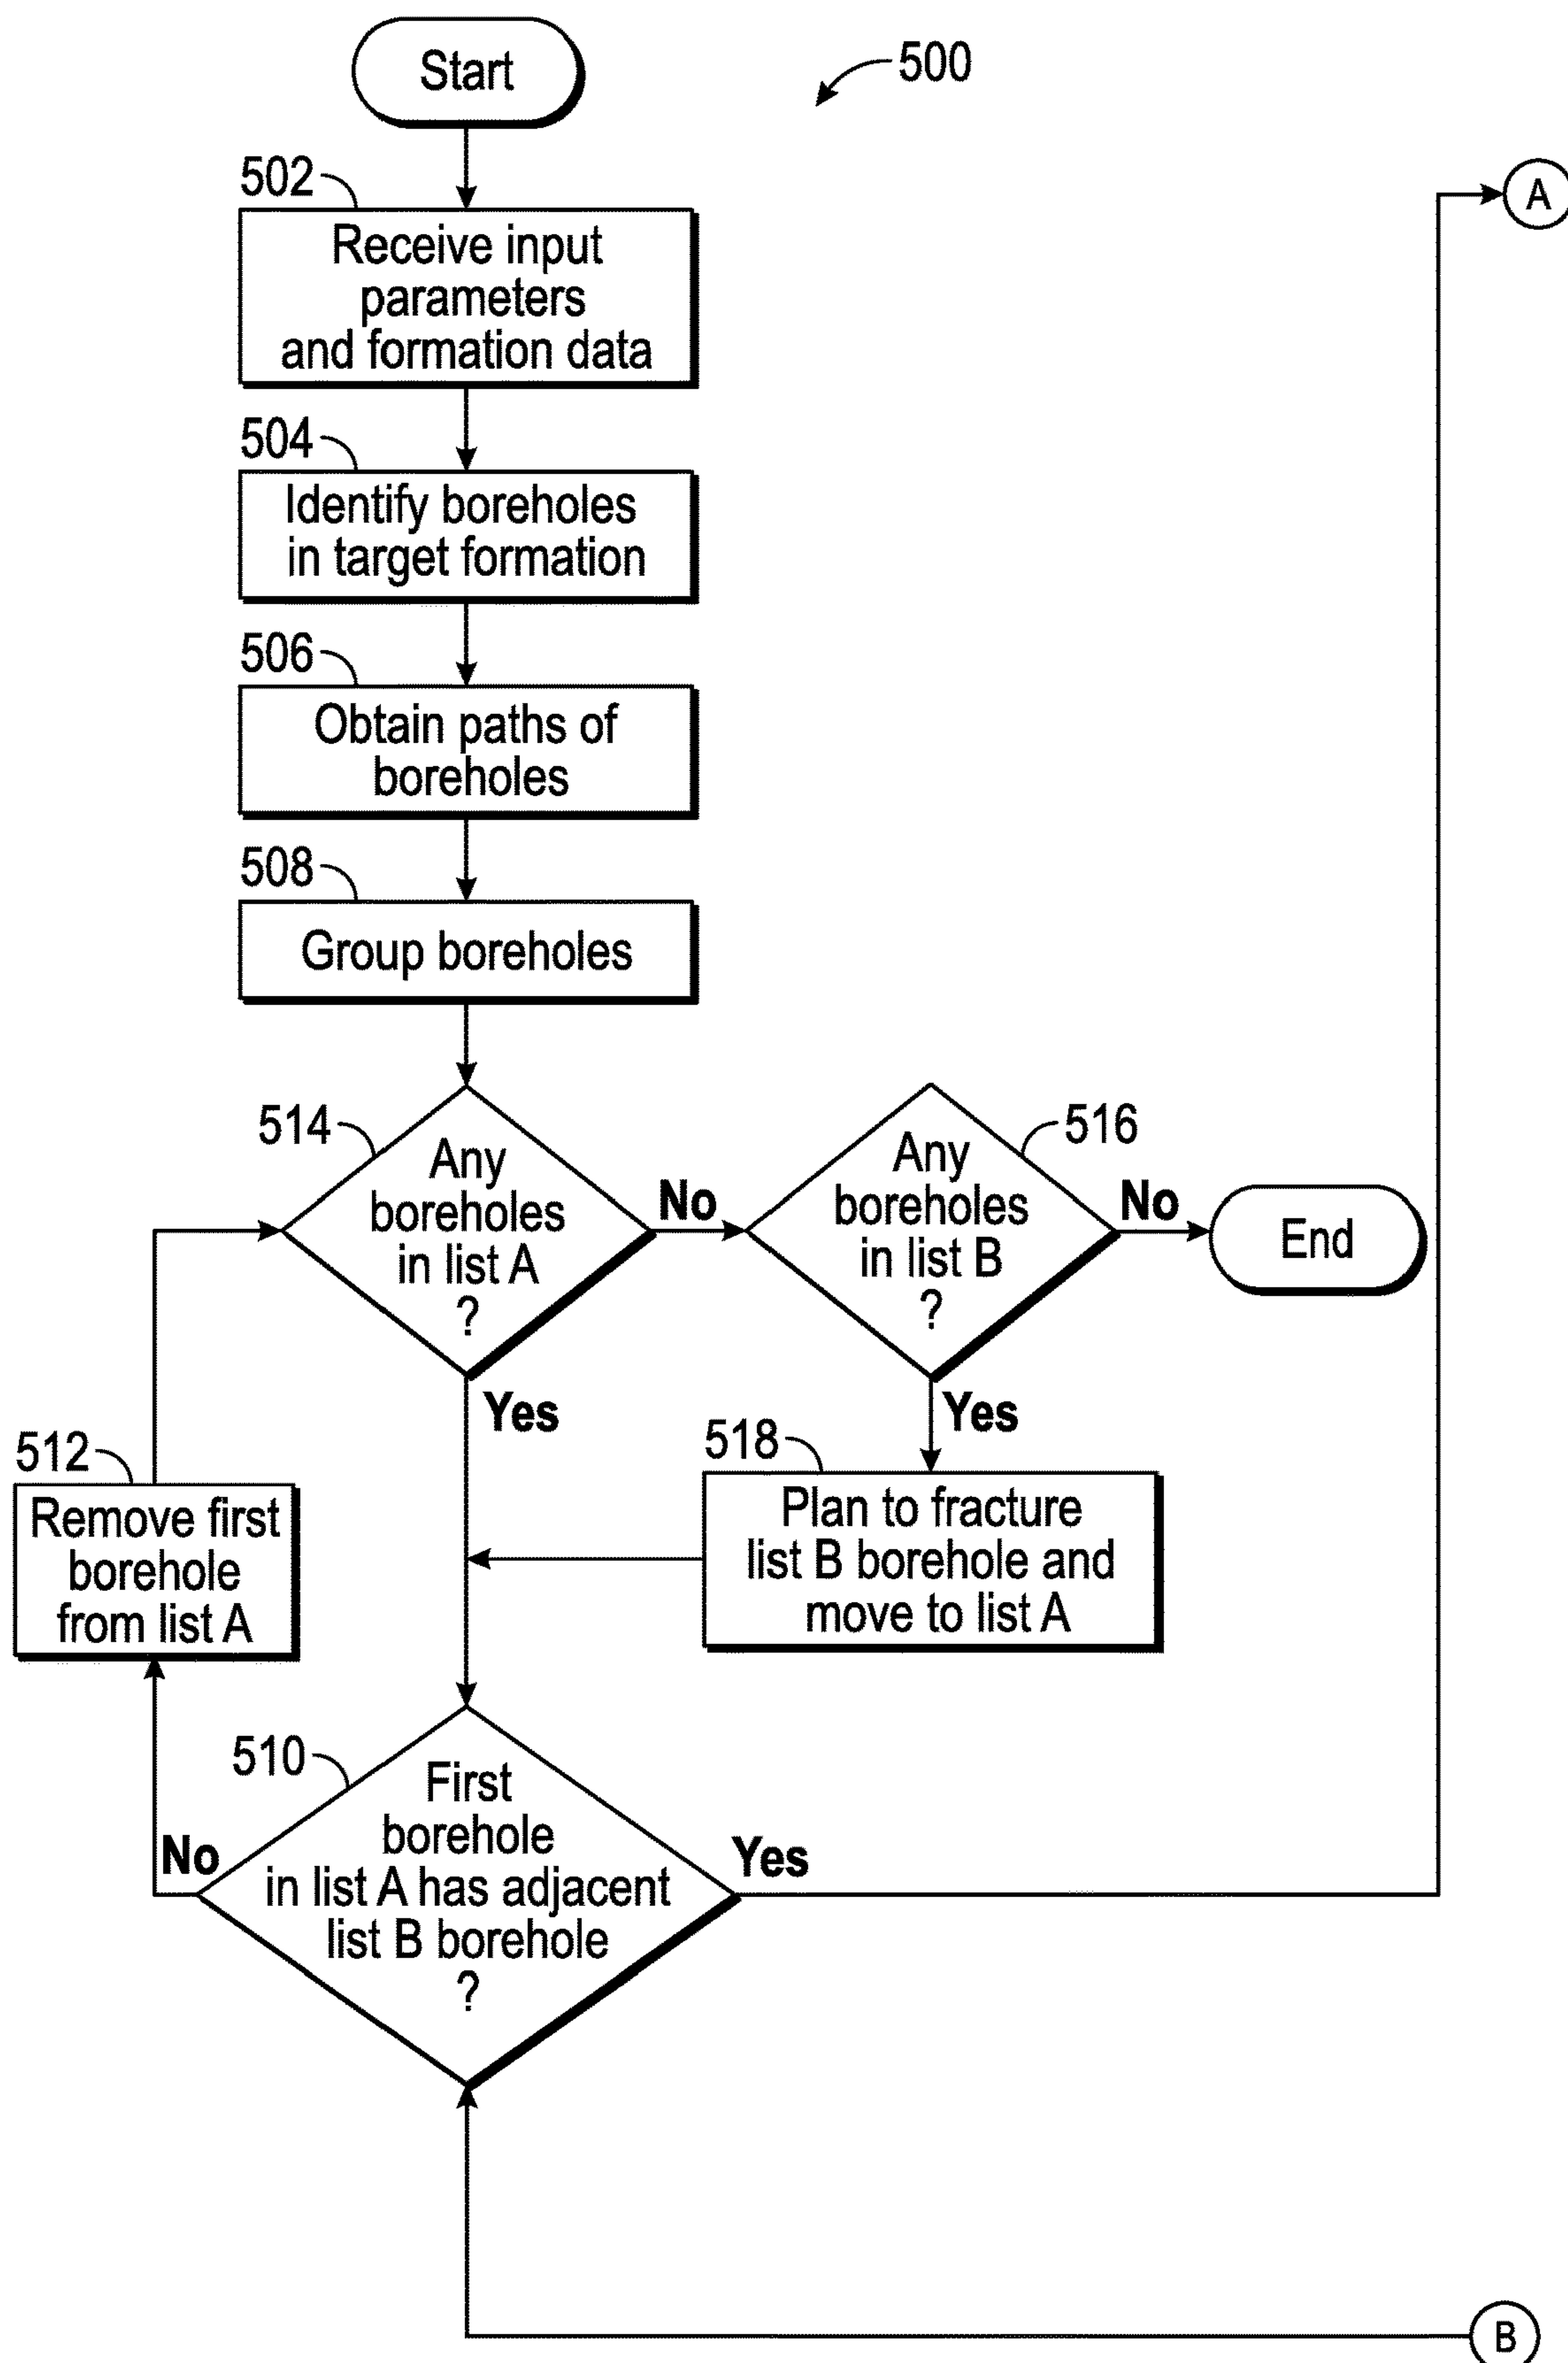 Start
500
A
502
Receive input
parameters
and formation data
504
Identify boreholes
in target formation
506
Obtain paths of
boreholes
508
Group boreholes
514
Any
boreholes
in list A
?
No
516
Any
boreholes
in list B
?
No
End
Yes
Yes
512
Remove first
borehole
from list A
518
Plan to fracture
list B borehole and
move to list A
510
First
borehole
in list A has adjacent
list B borehole
?
No
Yes
B